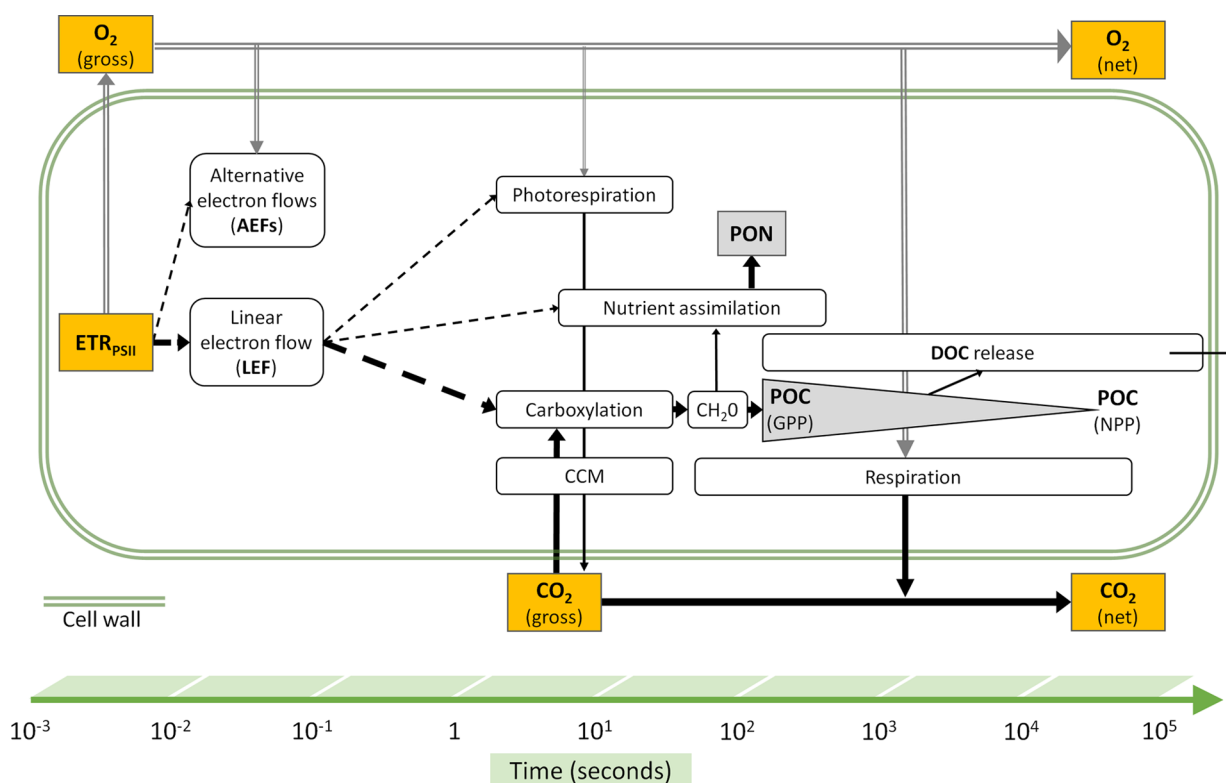 O₂
(gross)
O₂
(net)
Alternative
electron flows
(AEFs)
Photorespiration
PON
Nutrient assimilation
ETR_PSII
Linear
electron flow
(LEF)
DOC release
Carboxylation
CH₂0
POC
(GPP)
POC
(NPP)
CCM
Respiration
CO₂
(gross)
CO₂
(net)
Cell wall
10⁻³ 10⁻² 10⁻¹ 1 10¹ 10² 10³ 10⁴ 10⁵
Time (seconds)